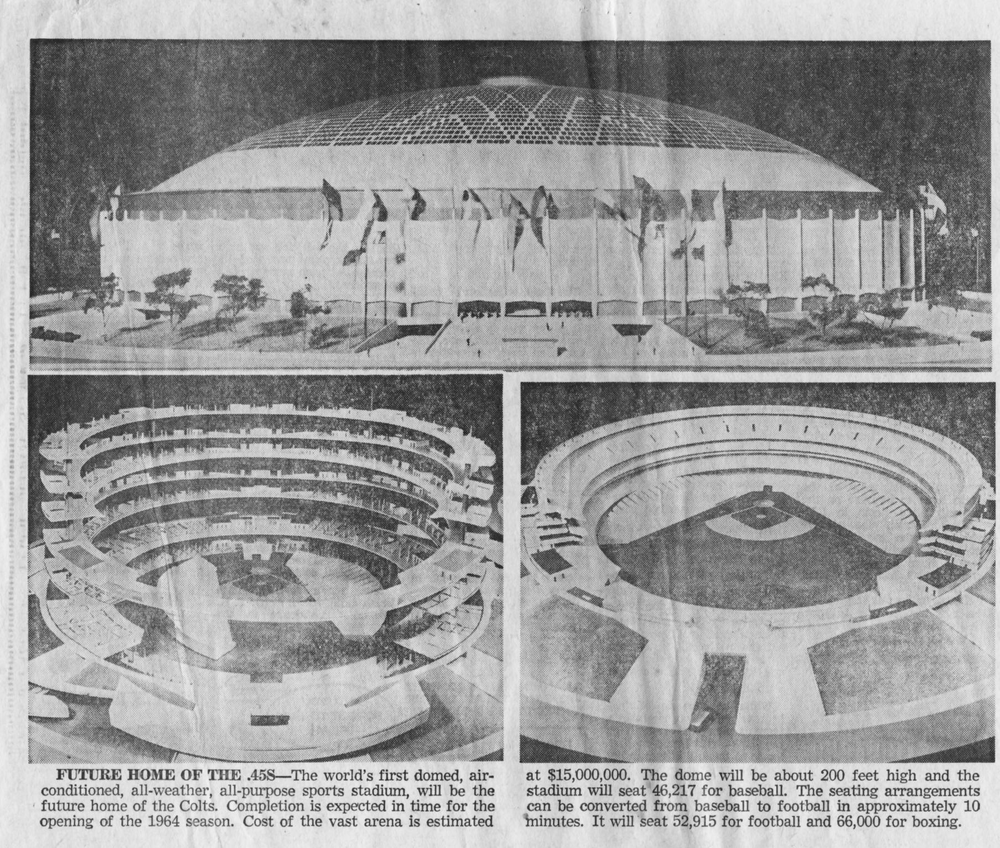 FUTURE HOME OF THE .45S—The world's first domed, air-
conditioned, all-weather, all-purpose sports stadium, will be the
future home of the Colts. Completion is expected in time for the
opening of the 1964 season. Cost of the vast arena is estimated
at $15,000,000. The dome will be about 200 feet high and the
stadium will seat 46,217 for baseball. The seating arrangements
can be converted from baseball to football in approximately 10
minutes. It will seat 52,915 for football and 66,000 for boxing.